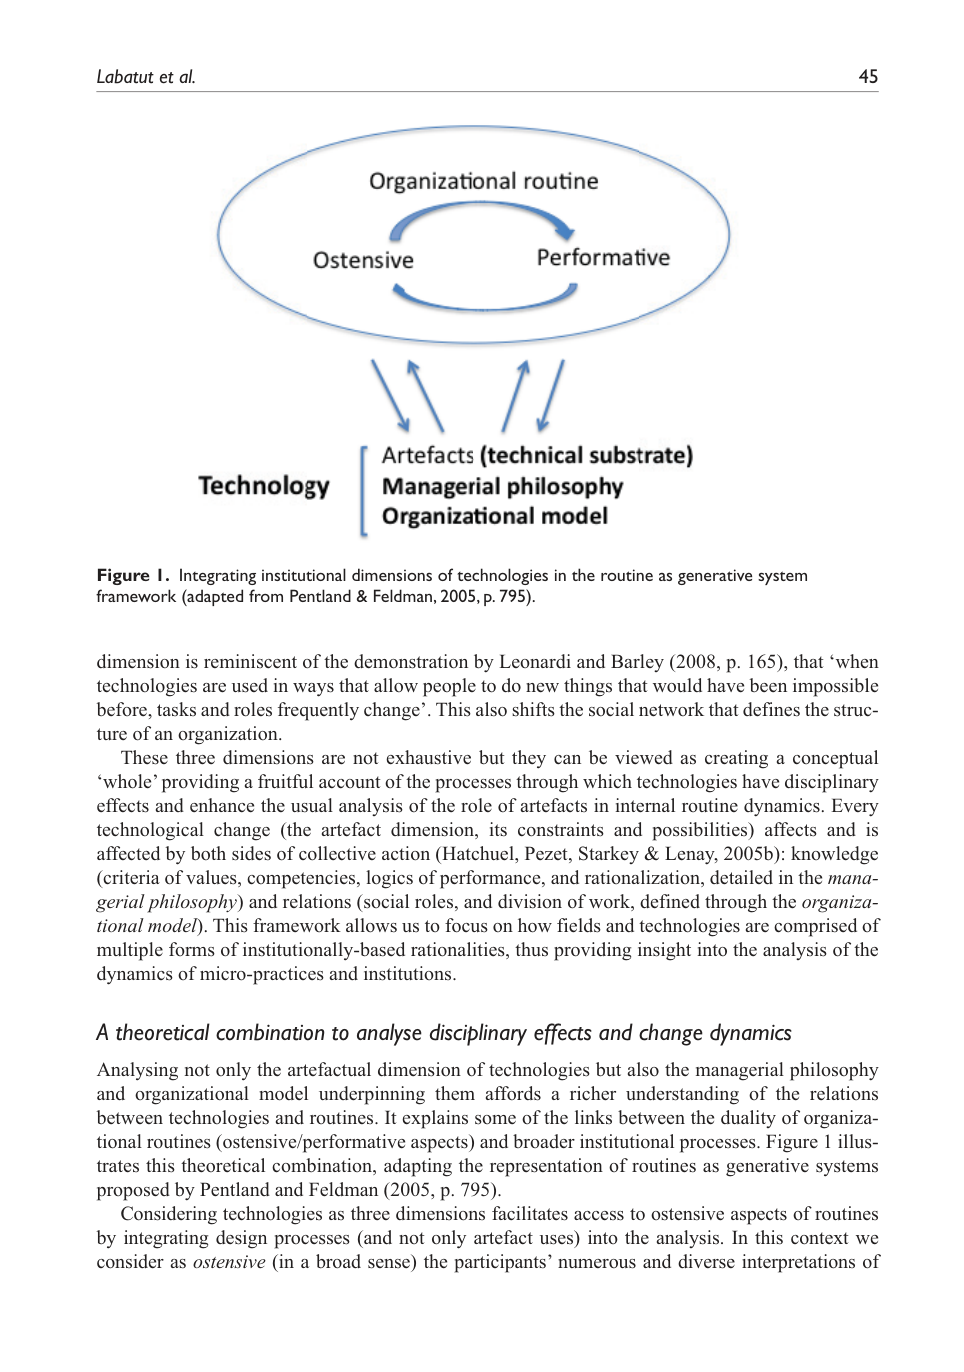 Labatut et al. 45
Organizational routine
Ostensive
Performative
Artefacts (technical substrate)
Technology
Managerial philosophy
Organizational model
Figure 1. Integrating institutional dimensions of technologies in the routine as generative system
framework (adapted from Pentland & Feldman, 2005, p. 795).
dimension is reminiscent of the demonstration by Leonardi and Barley (2008, p. 165), that ‘when
technologies are used in ways that allow people to do new things that would have been impossible
before, tasks and roles frequently change’. This also shifts the social network that defines the struc-
ture of an organization.
These three dimensions are not exhaustive but they can be viewed as creating a conceptual
‘whole’ providing a fruitful account of the processes through which technologies have disciplinary
effects and enhance the usual analysis of the role of artefacts in internal routine dynamics. Every
technological change (the artefact dimension, its constraints and possibilities) affects and is
affected by both sides of collective action (Hatchuel, Pezet, Starkey & Lenay, 2005b): knowledge
(criteria of values, competencies, logics of performance, and rationalization, detailed in the mana-
gerial philosophy) and relations (social roles, and division of work, defined through the organiza-
tional model). This framework allows us to focus on how fields and technologies are comprised of
multiple forms of institutionally-based rationalities, thus providing insight into the analysis of the
dynamics of micro-practices and institutions.
A theoretical combination to analyse disciplinary effects and change dynamics
Analysing not only the artefactual dimension of technologies but also the managerial philosophy
and organizational model underpinning them affords a richer understanding of the relations
between technologies and routines. It explains some of the links between the duality of organiza-
tional routines (ostensive/performative aspects) and broader institutional processes. Figure 1 illus-
trates this theoretical combination, adapting the representation of routines as generative systems
proposed by Pentland and Feldman (2005, p. 795).
Considering technologies as three dimensions facilitates access to ostensive aspects of routines
by integrating design processes (and not only artefact uses) into the analysis. In this context we
consider as ostensive (in a broad sense) the participants’ numerous and diverse interpretations of